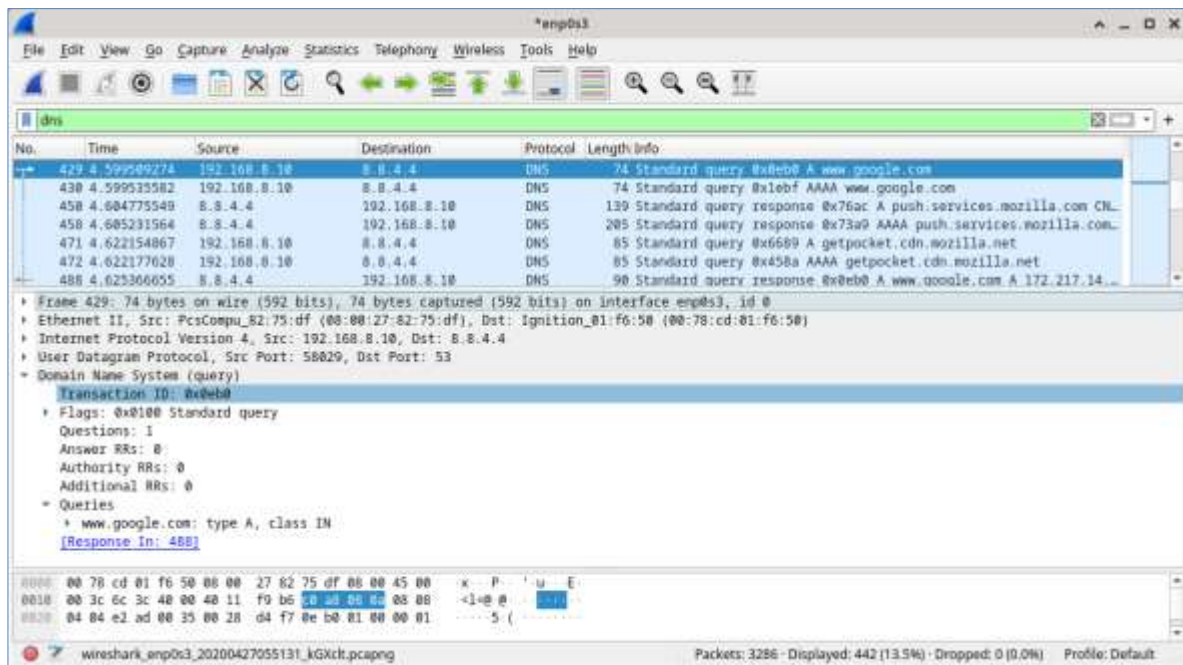 *enp0s3
File Edit View Go Capture Analyze Statistics Telephony Wireless Tools Help
dns
No. Time Source Destination Protocol Length Info
429 4.599509274 192.168.8.10 8.8.4.4 DNS 74 Standard query 0x0eb0 A www.google.com
430 4.599535582 192.168.8.10 8.8.4.4 DNS 74 Standard query 0x1ebf AAAA www.google.com
450 4.604775549 8.8.4.4 192.168.8.10 DNS 139 Standard query response 0x76ac A push.services.mozilla.com CN…
458 4.605231564 8.8.4.4 192.168.8.10 DNS 205 Standard query response 0x73a9 AAAA push.services.mozilla.com…
471 4.622154867 192.168.8.10 8.8.4.4 DNS 85 Standard query 0x6689 A getpocket.cdn.mozilla.net
472 4.622177628 192.168.8.10 8.8.4.4 DNS 85 Standard query 0x458a AAAA getpocket.cdn.mozilla.net
488 4.625366655 8.8.4.4 192.168.8.10 DNS 90 Standard query response 0x0eb0 A www.google.com A 172.217.14…
Frame 429: 74 bytes on wire (592 bits), 74 bytes captured (592 bits) on interface enp0s3, id 0
Ethernet II, Src: PcsCompu_82:75:df (08:00:27:82:75:df), Dst: Ignition_01:f6:50 (00:78:cd:01:f6:50)
Internet Protocol Version 4, Src: 192.168.8.10, Dst: 8.8.4.4
User Datagram Protocol, Src Port: 58029, Dst Port: 53
Domain Name System (query)
Transaction ID: 0x0eb0
Flags: 0x0100 Standard query
Questions: 1
Answer RRs: 0
Authority RRs: 0
Additional RRs: 0
Queries
www.google.com: type A, class IN
[Response In: 488]
0000 00 78 cd 01 f6 50 08 00 27 82 75 df 08 00 45 00 ·x···P·· '·u···E·
0010 00 3c 6c 3c 40 00 40 11 f9 b6 c0 a8 08 0a 08 08 ·<l<@·@· ········
0020 04 04 e2 ad 00 35 00 28 d4 f7 0e b0 01 00 00 01 ·····5·( ········
wireshark_enp0s3_20200427055131_kGXclt.pcapng Packets: 3286 · Displayed: 442 (13.5%) · Dropped: 0 (0.0%) Profile: Default